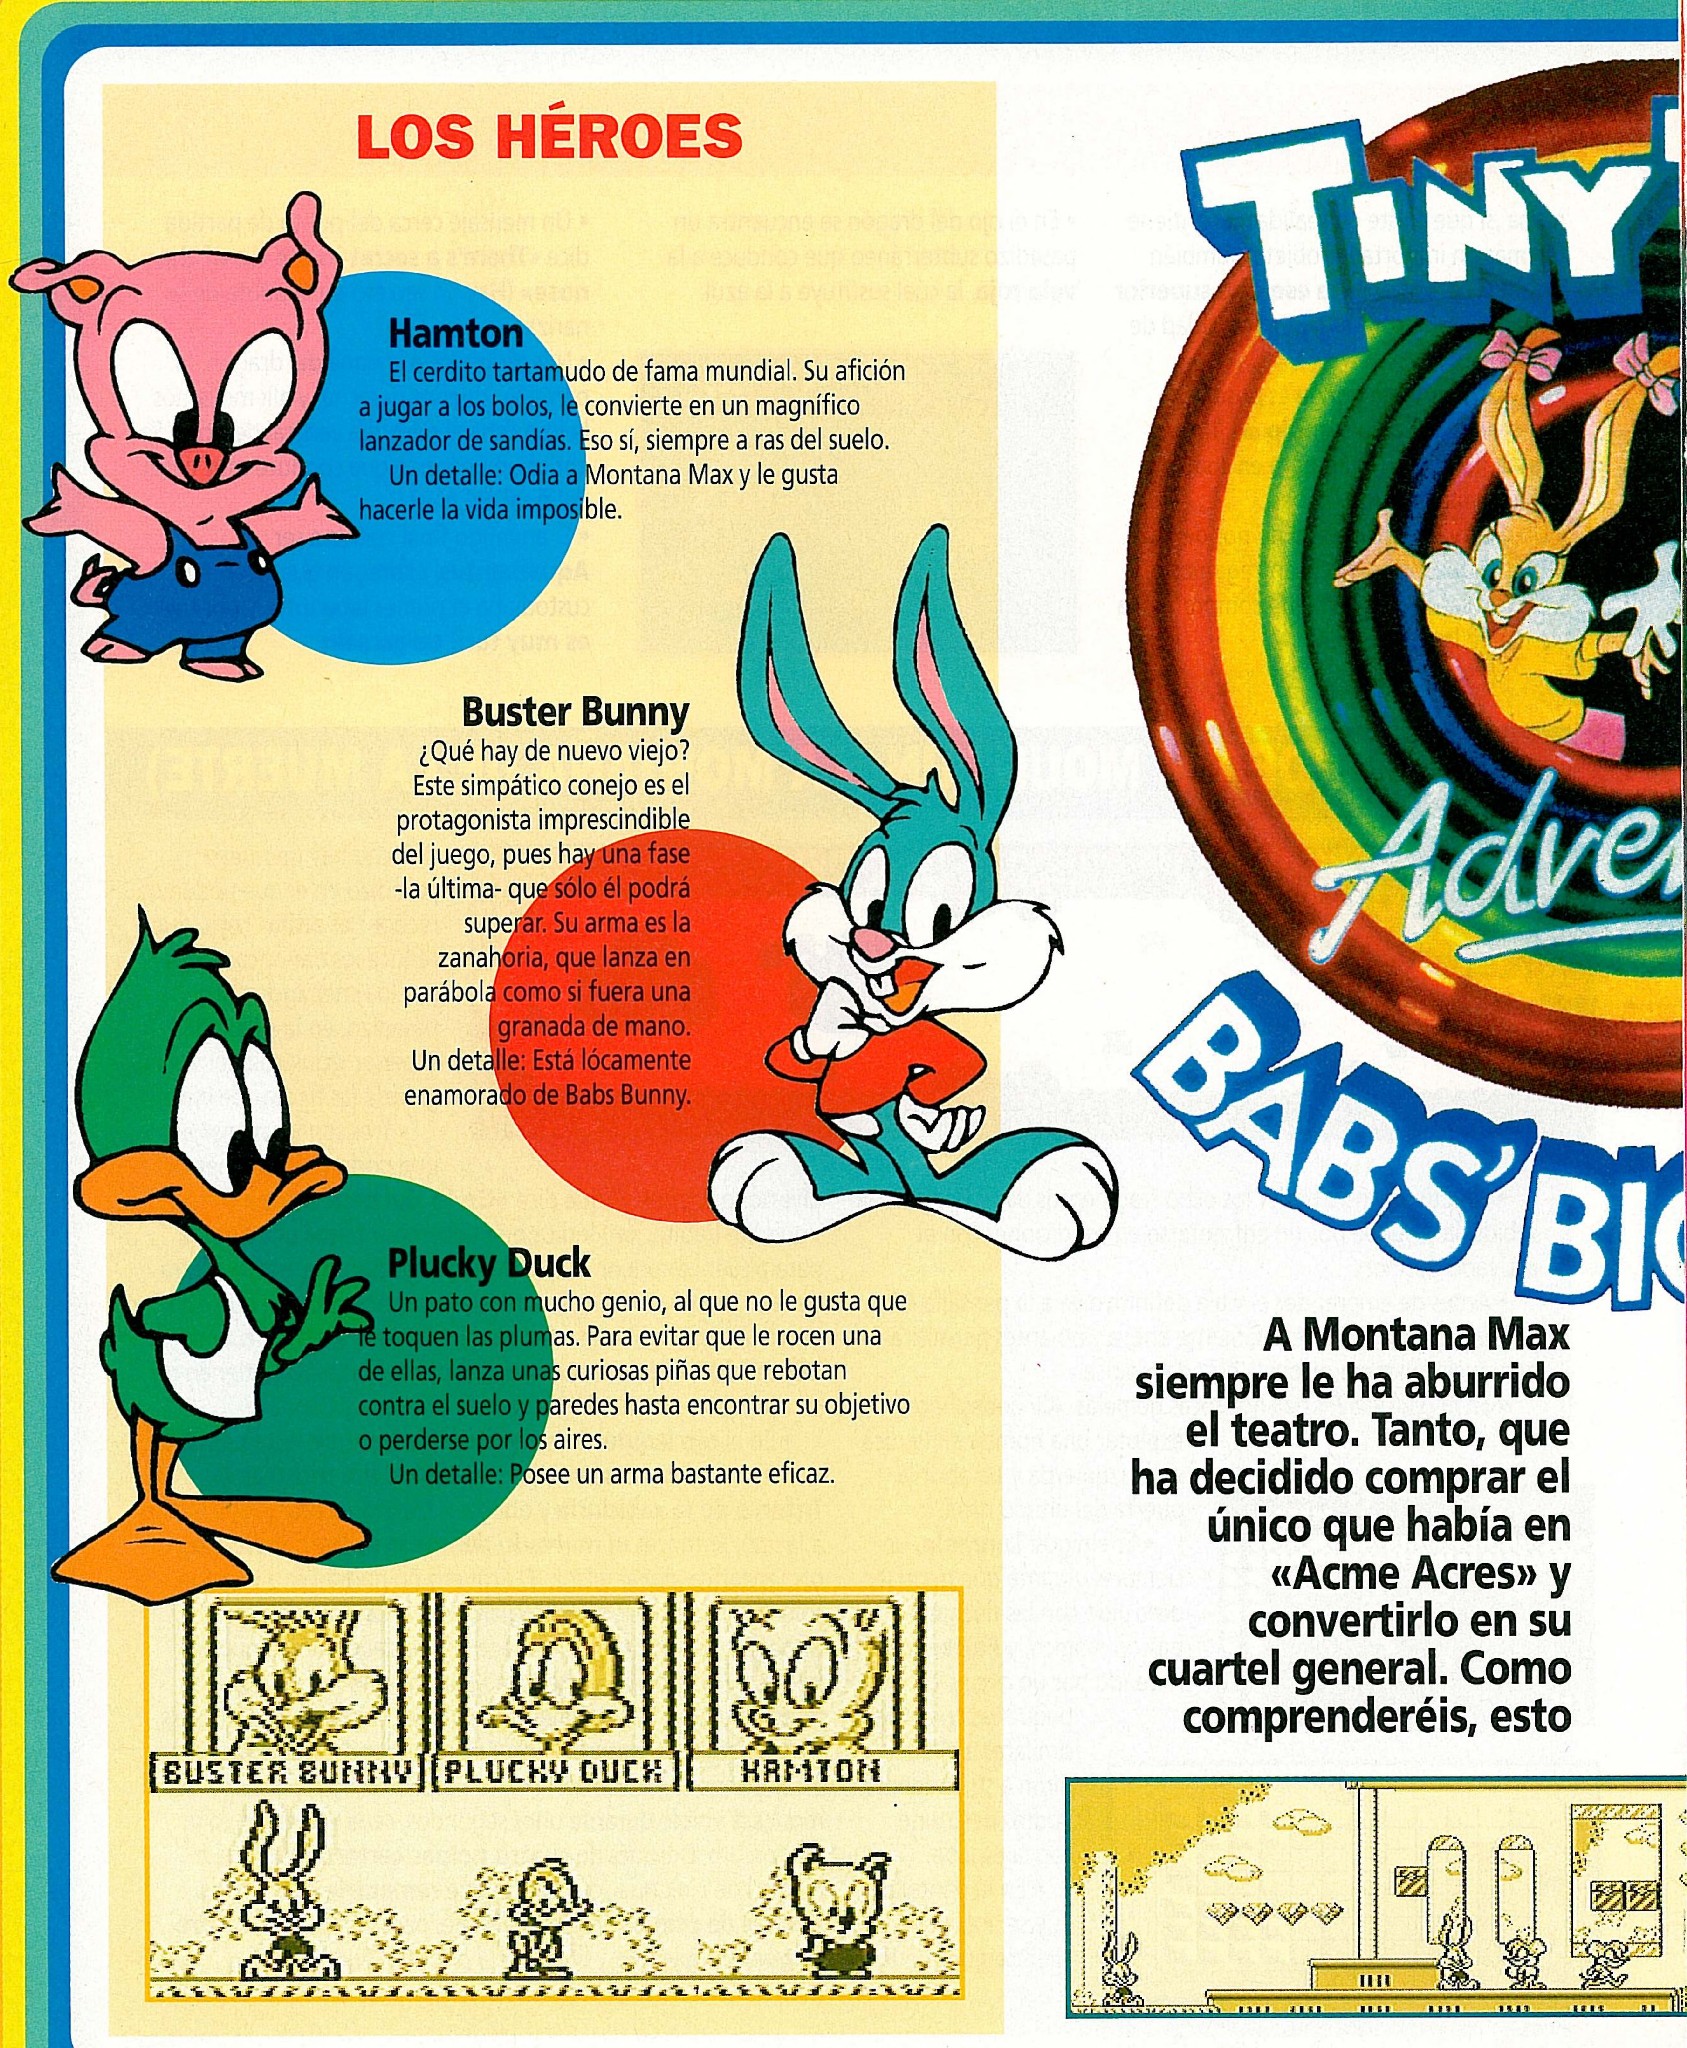 LOS HÉROES
Hamton
El cerdito tartamudo de fama mundial. Su afición
a jugar a los bolos, le convierte en un magnífico
lanzador de sandías. Eso sí, siempre a ras del suelo.
Un detalle: Odia a Montana Max y le gusta
hacerle la vida imposible.
Buster Bunny
¿Qué hay de nuevo viejo?
Este simpático conejo es el
protagonista imprescindible
del juego, pues hay una fase
-la última- que sólo él podrá
superar. Su arma es la
zanahoria, que lanza en
parábola como si fuera una
granada de mano.
Un detalle: Está lócamente
enamorado de Babs Bunny.
Plucky Duck
Un pato con mucho genio, al que no le gusta que
le toquen las plumas. Para evitar que le rocen una
de ellas, lanza unas curiosas piñas que rebotan
contra el suelo y paredes hasta encontrar su objetivo
o perderse por los aires.
Un detalle: Posee un arma bastante eficaz.
BUSTER BUNNY PLUCKY DUCK HAMTON
TINY
Adve
BABS' BI
A Montana Max
siempre le ha aburrido
el teatro. Tanto, que
ha decidido comprar el
único que había en
«Acme Acres» y
convertirlo en su
cuartel general. Como
comprenderéis, esto